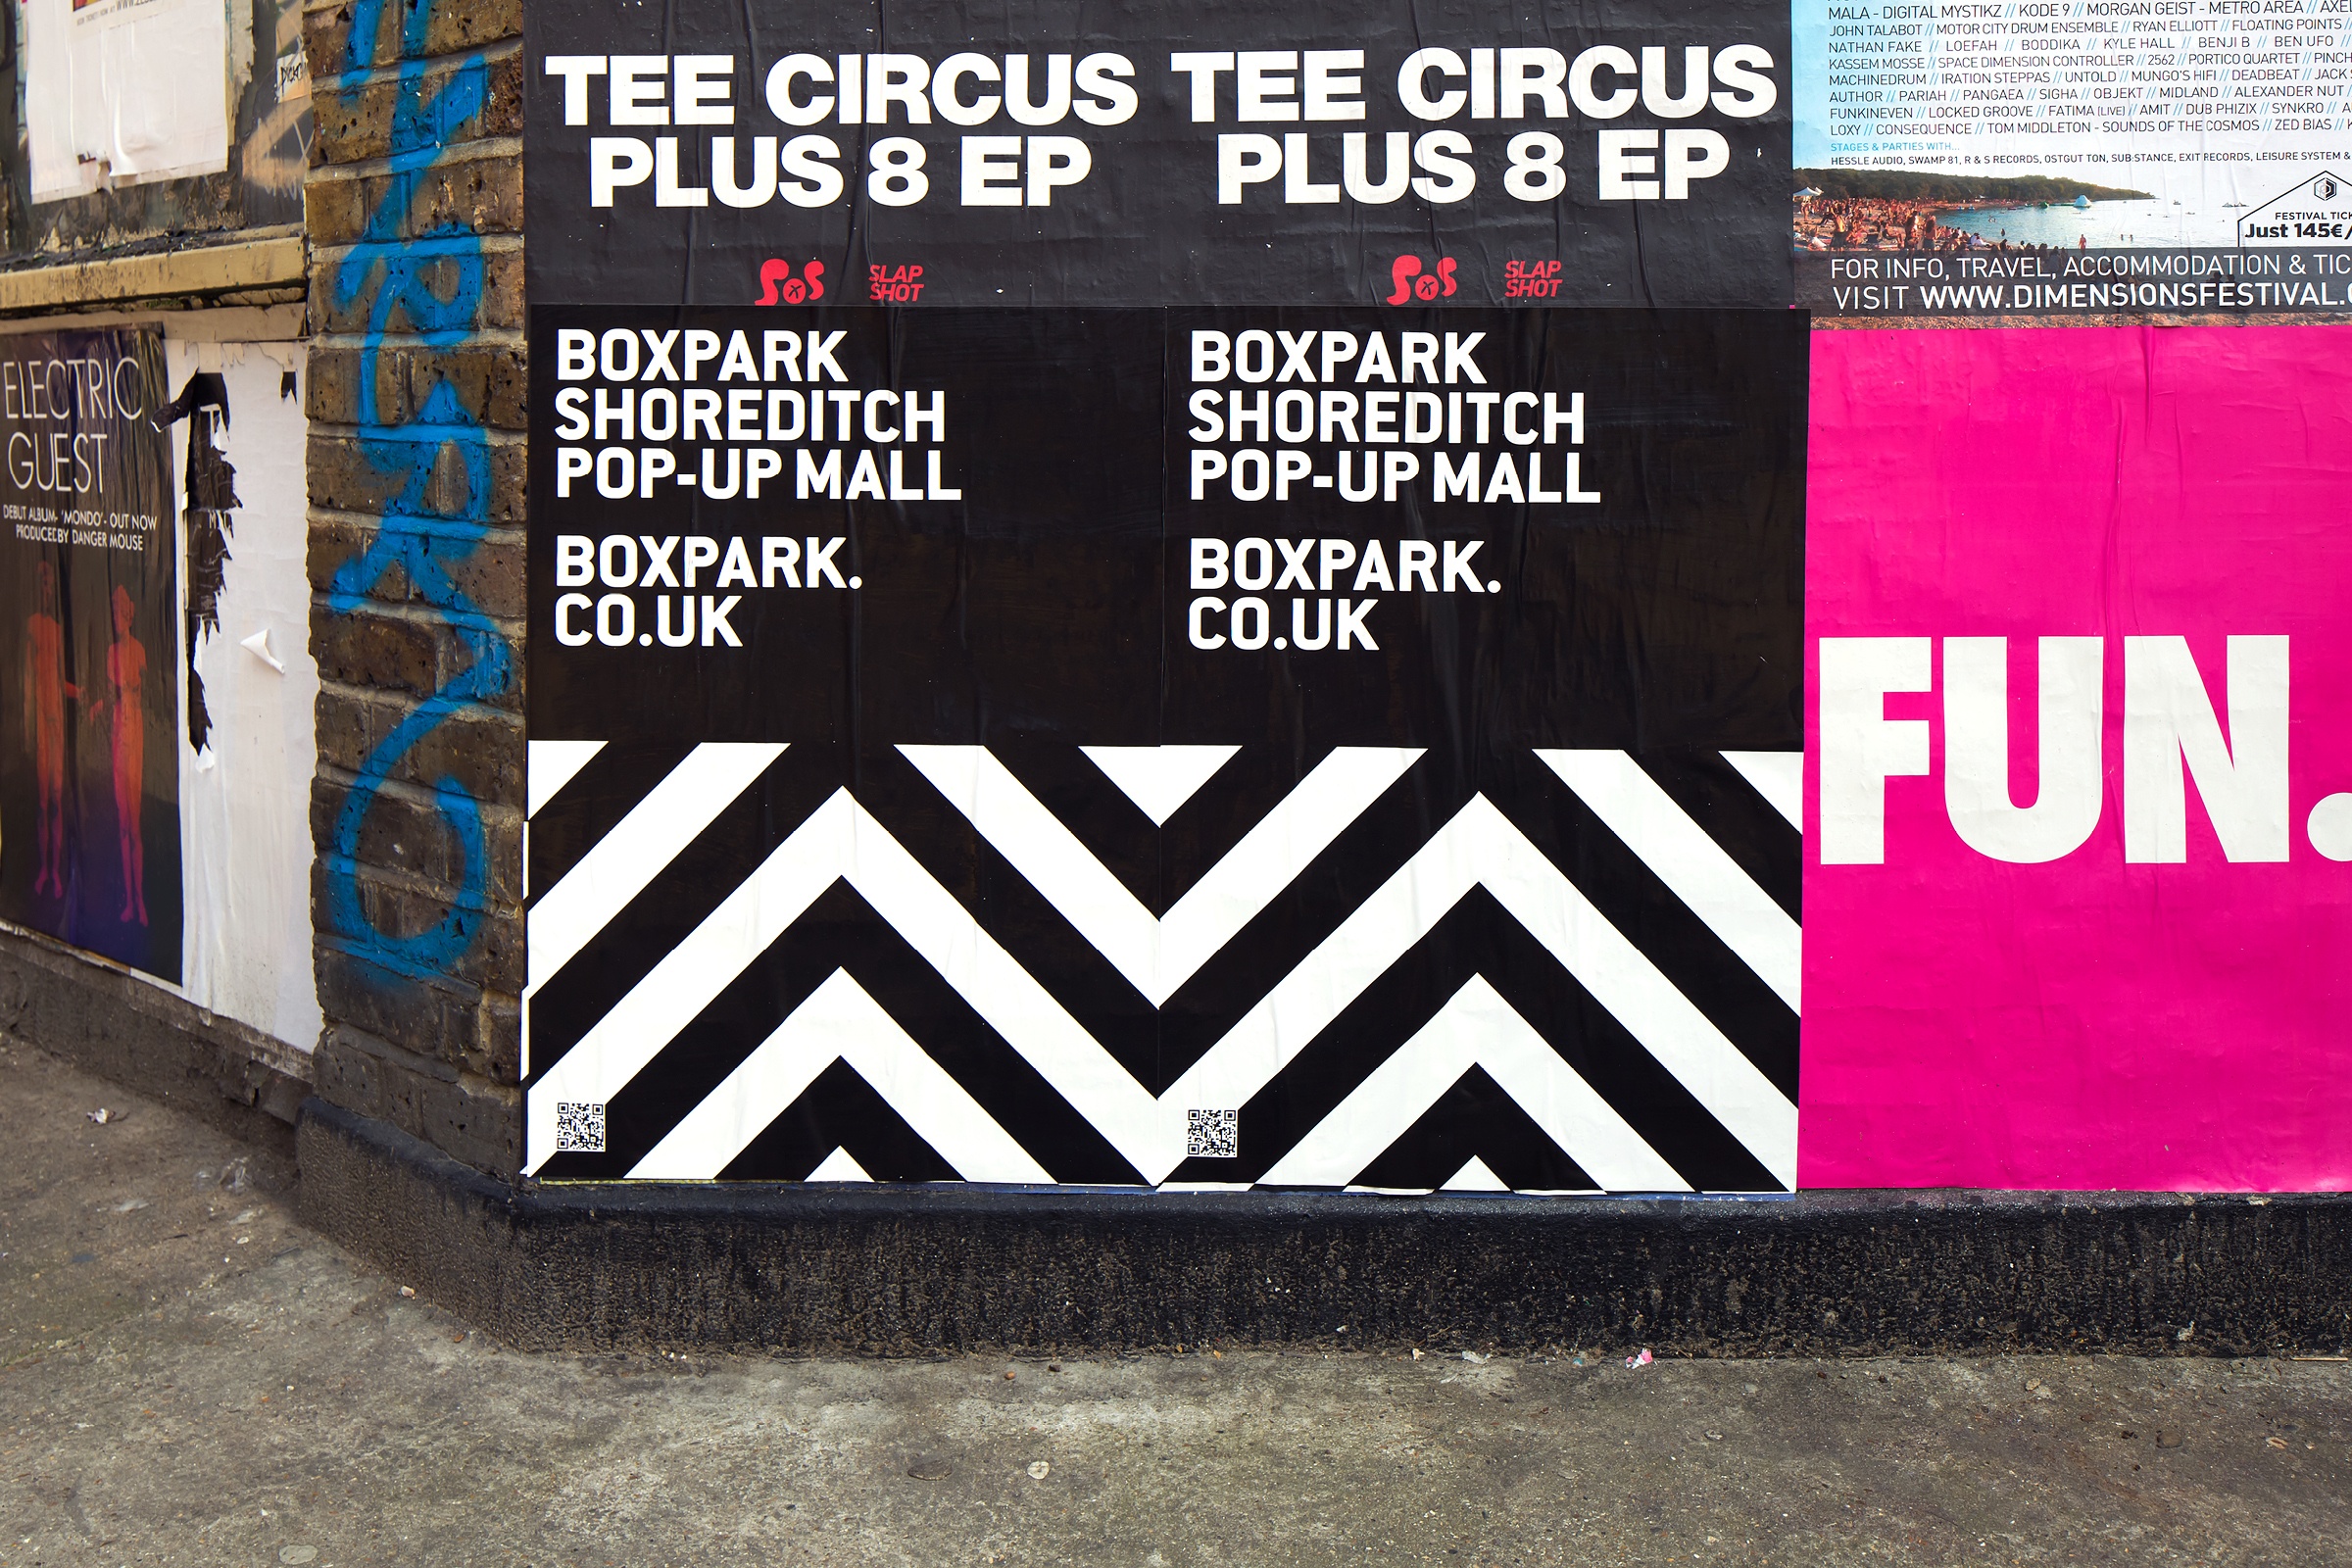 TEE CIRCUS
PLUS 8 EP
SOS
SLAP
SHOT
TEE CIRCUS
PLUS 8 EP
SOS
SLAP
SHOT
MALA - DIGITAL MYSTIKZ // KODE 9 // MORGAN GEIST - METRO AREA //
JOHN TALABOT // MOTOR CITY DRUM ENSEMBLE // RYAN ELLIOTT // FLOATING POINTS //
NATHAN FAKE // LOEFAH // BODDIKA // KYLE HALL // BENJI B // BEN UFO //
KASSEM MOSSE // SPACE DIMENSION CONTROLLER // 2562 // PORTICO QUARTET // PINCH
MACHINEDRUM // IRATION STEPPAS // UNTOLD // MUNGO'S HIFI // DEADBEAT // JACK'S
AUTHOR // PARIAH // PANGAEA // SIGHA // OBJEKT // MIDLAND // ALEXANDER NUT //
FUNKINEVEN // LOCKED GROOVE // FATIMA (LIVE) // AMIT // DUB PHIZIX // SYNKRO //
LOXY // CONSEQUENCE // TOM MIDDLETON - SOUNDS OF THE COSMOS // ZED BIAS //
STAGES & PARTIES WITH...
HESSLE AUDIO, SWAMP 81, R & S RECORDS, OSTGUT TON, SUB:STANCE, EXIT RECORDS, LEISURE SYSTEM &
FESTIVAL TICK
Just 145€/
FOR INFO, TRAVEL, ACCOMMODATION & TIC
VISIT WWW.DIMENSIONSFESTIVAL.
ELECTRIC
GUEST
DEBUT ALBUM - 'MONDO' - OUT NOW
PRODUCED BY DANGER MOUSE
BOXPARK
SHOREDITCH
POP-UP MALL
BOXPARK.
CO.UK
BOXPARK
SHOREDITCH
POP-UP MALL
BOXPARK.
CO.UK
FUN.